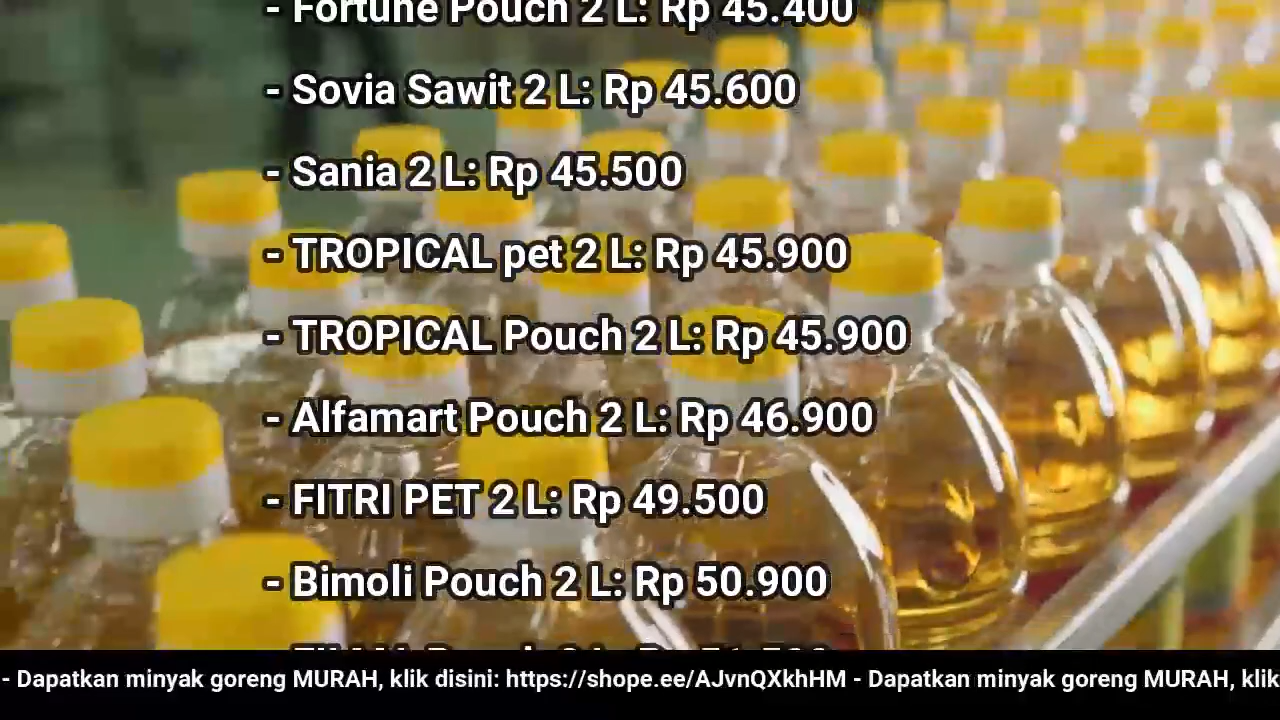 - Fortune Pouch 2 L: Rp 45.400
- Sovia Sawit 2 L: Rp 45.600
- Sania 2 L: Rp 45.500
- TROPICAL pet 2 L: Rp 45.900
- TROPICAL Pouch 2 L: Rp 45.900
- Alfamart Pouch 2 L: Rp 46.900
- FITRI PET 2 L: Rp 49.500
- Bimoli Pouch 2 L: Rp 50.900
- Dapatkan minyak goreng MURAH, klik disini: https://shope.ee/AJvnQXkhHM - Dapatkan minyak goreng MURAH, klik